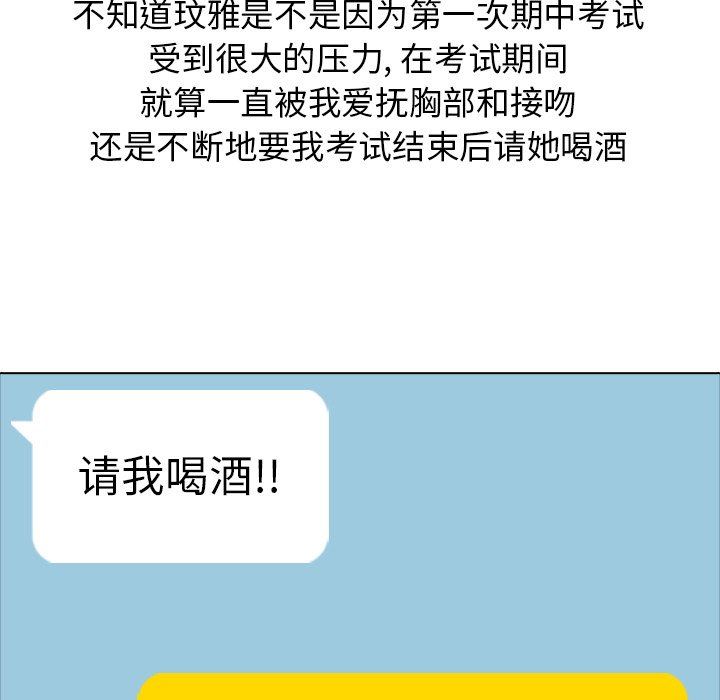 不知道玟雅是不是因为第一次期中考试
受到很大的压力, 在考试期间
就算一直被我爱抚胸部和接吻
还是不断地要我考试结束后请她喝酒
请我喝酒!!